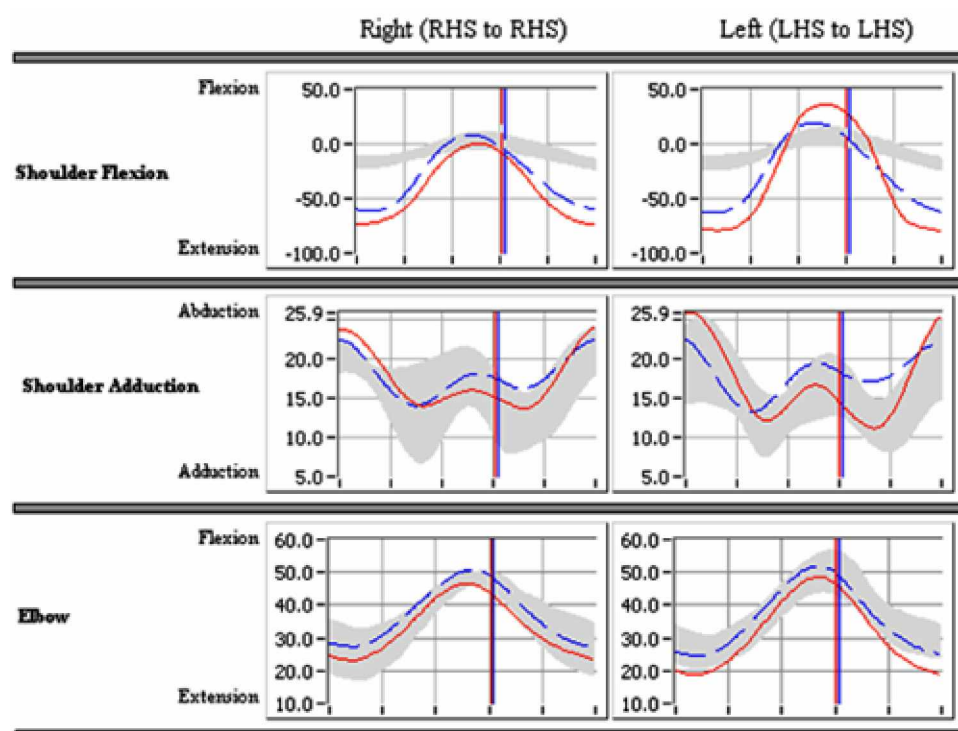 Right (RHS to RHS) Left (LHS to LHS)
Flexion 50.0 50.0
0.0 0.0
Shoulder Flexion
-50.0 -50.0
Extension -100.0 -100.0
Abduction 25.9 25.9
20.0 20.0
Shoulder Adduction
15.0 15.0
10.0 10.0
Adduction 5.0 5.0
Flexion 60.0 60.0
50.0 50.0
40.0 40.0
Elbow
30.0 30.0
20.0 20.0
Extension 10.0 10.0